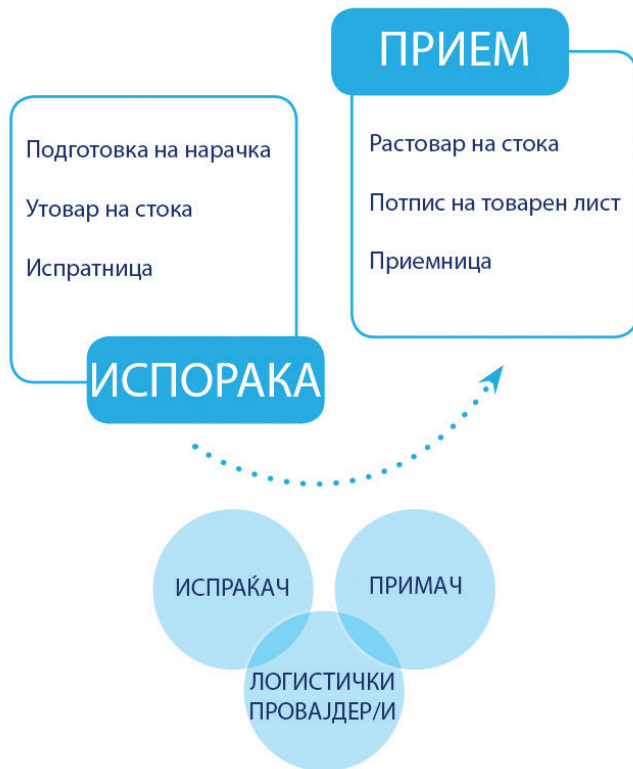 ПРИЕМ
Растовар на стока
Потпис на товарен лист
Приемница
Подготовка на нарачка
Утовар на стока
Испратница
ИСПОРАКА
ИСПРАЌАЧ
ПРИМАЧ
ЛОГИСТИЧКИ
ПРОВАЈДЕР/И